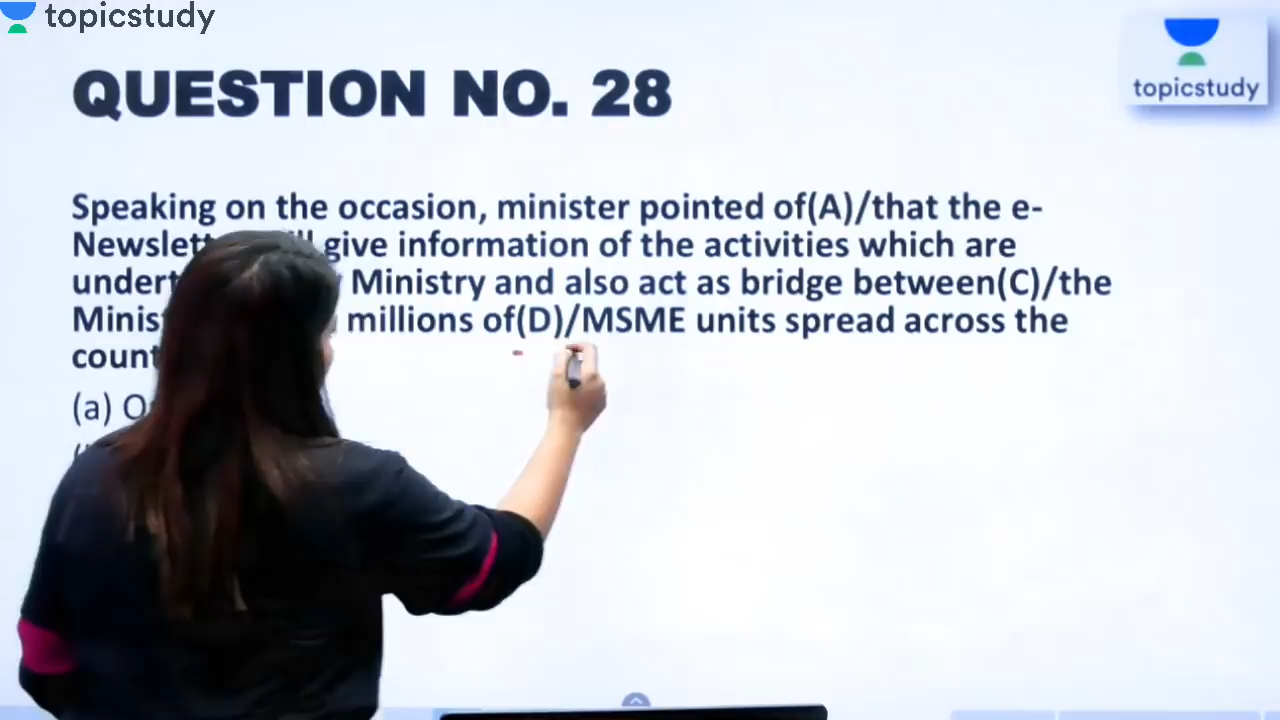 topicstudy
topicstudy
QUESTION NO. 28
Speaking on the occasion, minister pointed of(A)/that the e-
give information of the activities which are
Ministry and also act as bridge between(C)/the
millions of(D)/MSME units spread across the
(a)